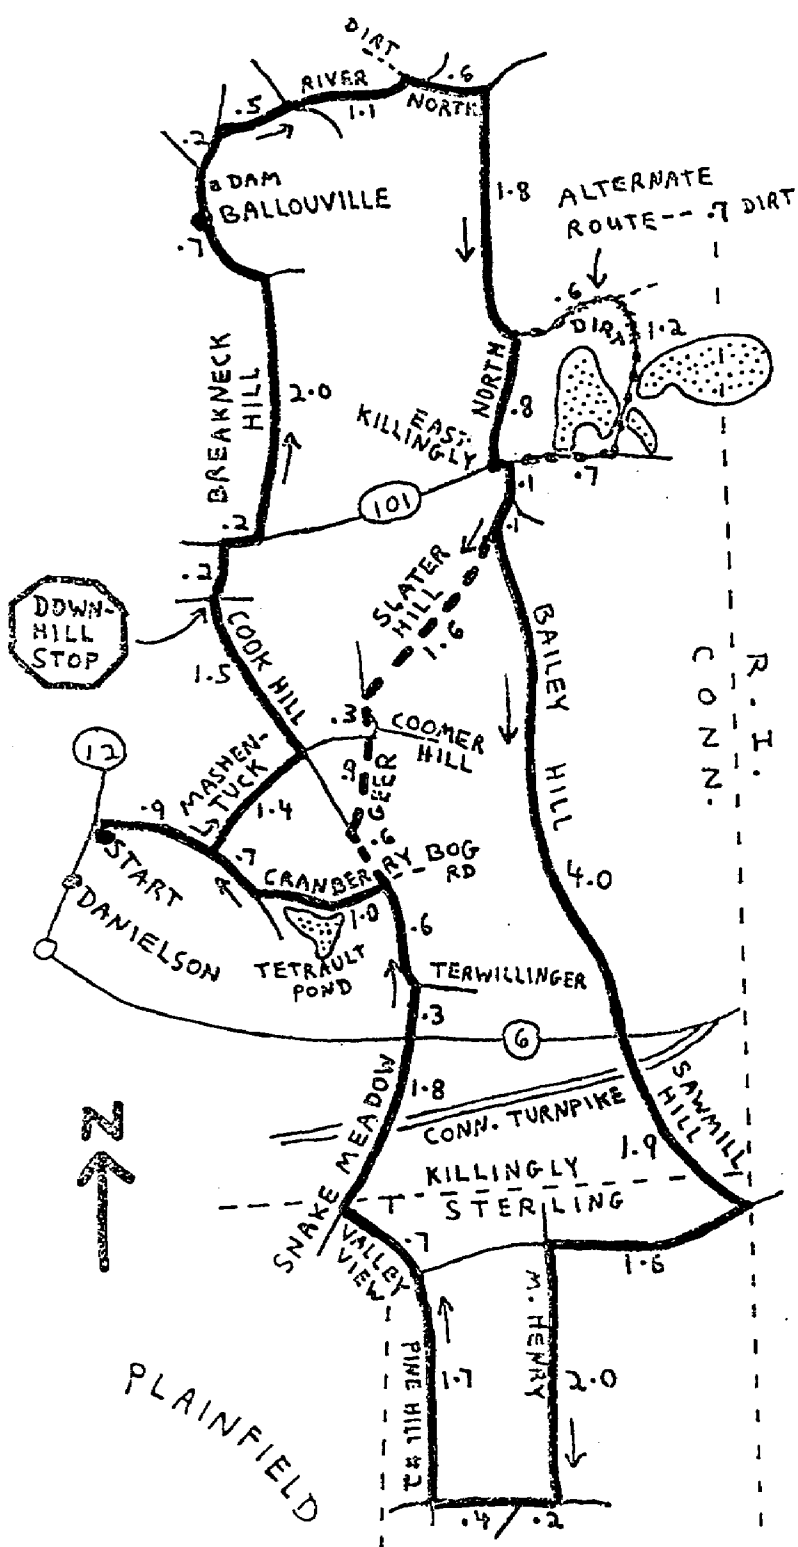 DIRT
.6
RIVER
.5
1.1
NORTH
.2
DAM
BALLOUVILLE
.7
1.8
ALTERNATE
ROUTE-- .7 DIRT
.6
DIRT
1.2
BREAKNECK
HILL
2.0
NORTH
.8
EAST
KILLINGLY
.7
.1
101
.2
.1
.2
DOWN-
HILL
STOP
SLATER
HILL
1.6
COOK HILL
1.5
BAILEY HILL
R.I.
CONN.
.3
COOMER
HILL
12
MASHEN-
TUCK
1.4
.9
GEER
.9
START
.7
.6
CRANBERRY
BOG
RD
4.0
1.0
.6
DANIELSON
TETRAULT
POND
TERWILLINGER
.3
6
SNAKE MEADOW
1.8
CONN. TURNPIKE
SAWMILL
HILL
1.9
N
KILLINGLY
STERLING
VALLEY
VIEW
.7
1.6
M. HENRY
2.0
PINE HILL #2
1.7
PLAINFIELD
.4
.2